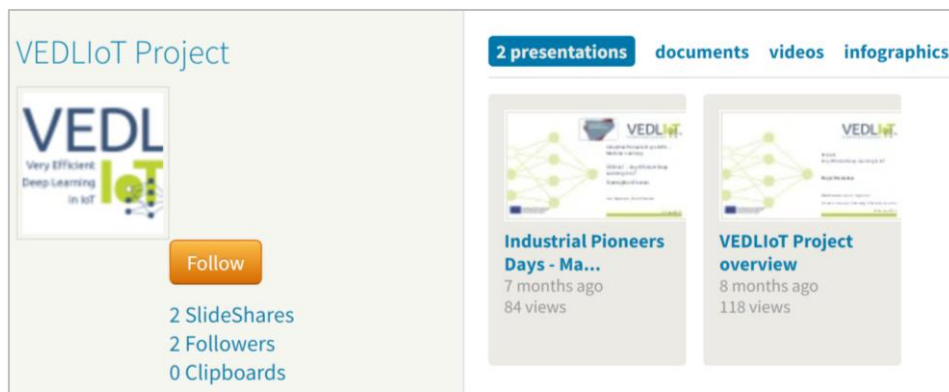 VEDLIoT Project
VEDL
Very Efficient
Deep Learning
in IoT
IoT
Follow
2 SlideShares
2 Followers
0 Clipboards
2 presentations documents videos infographics
VEDLIoT.
Industrial Pioneers
Days - Ma...
7 months ago
84 views
VEDLIoT.
VEDLIoT Project
overview
8 months ago
118 views